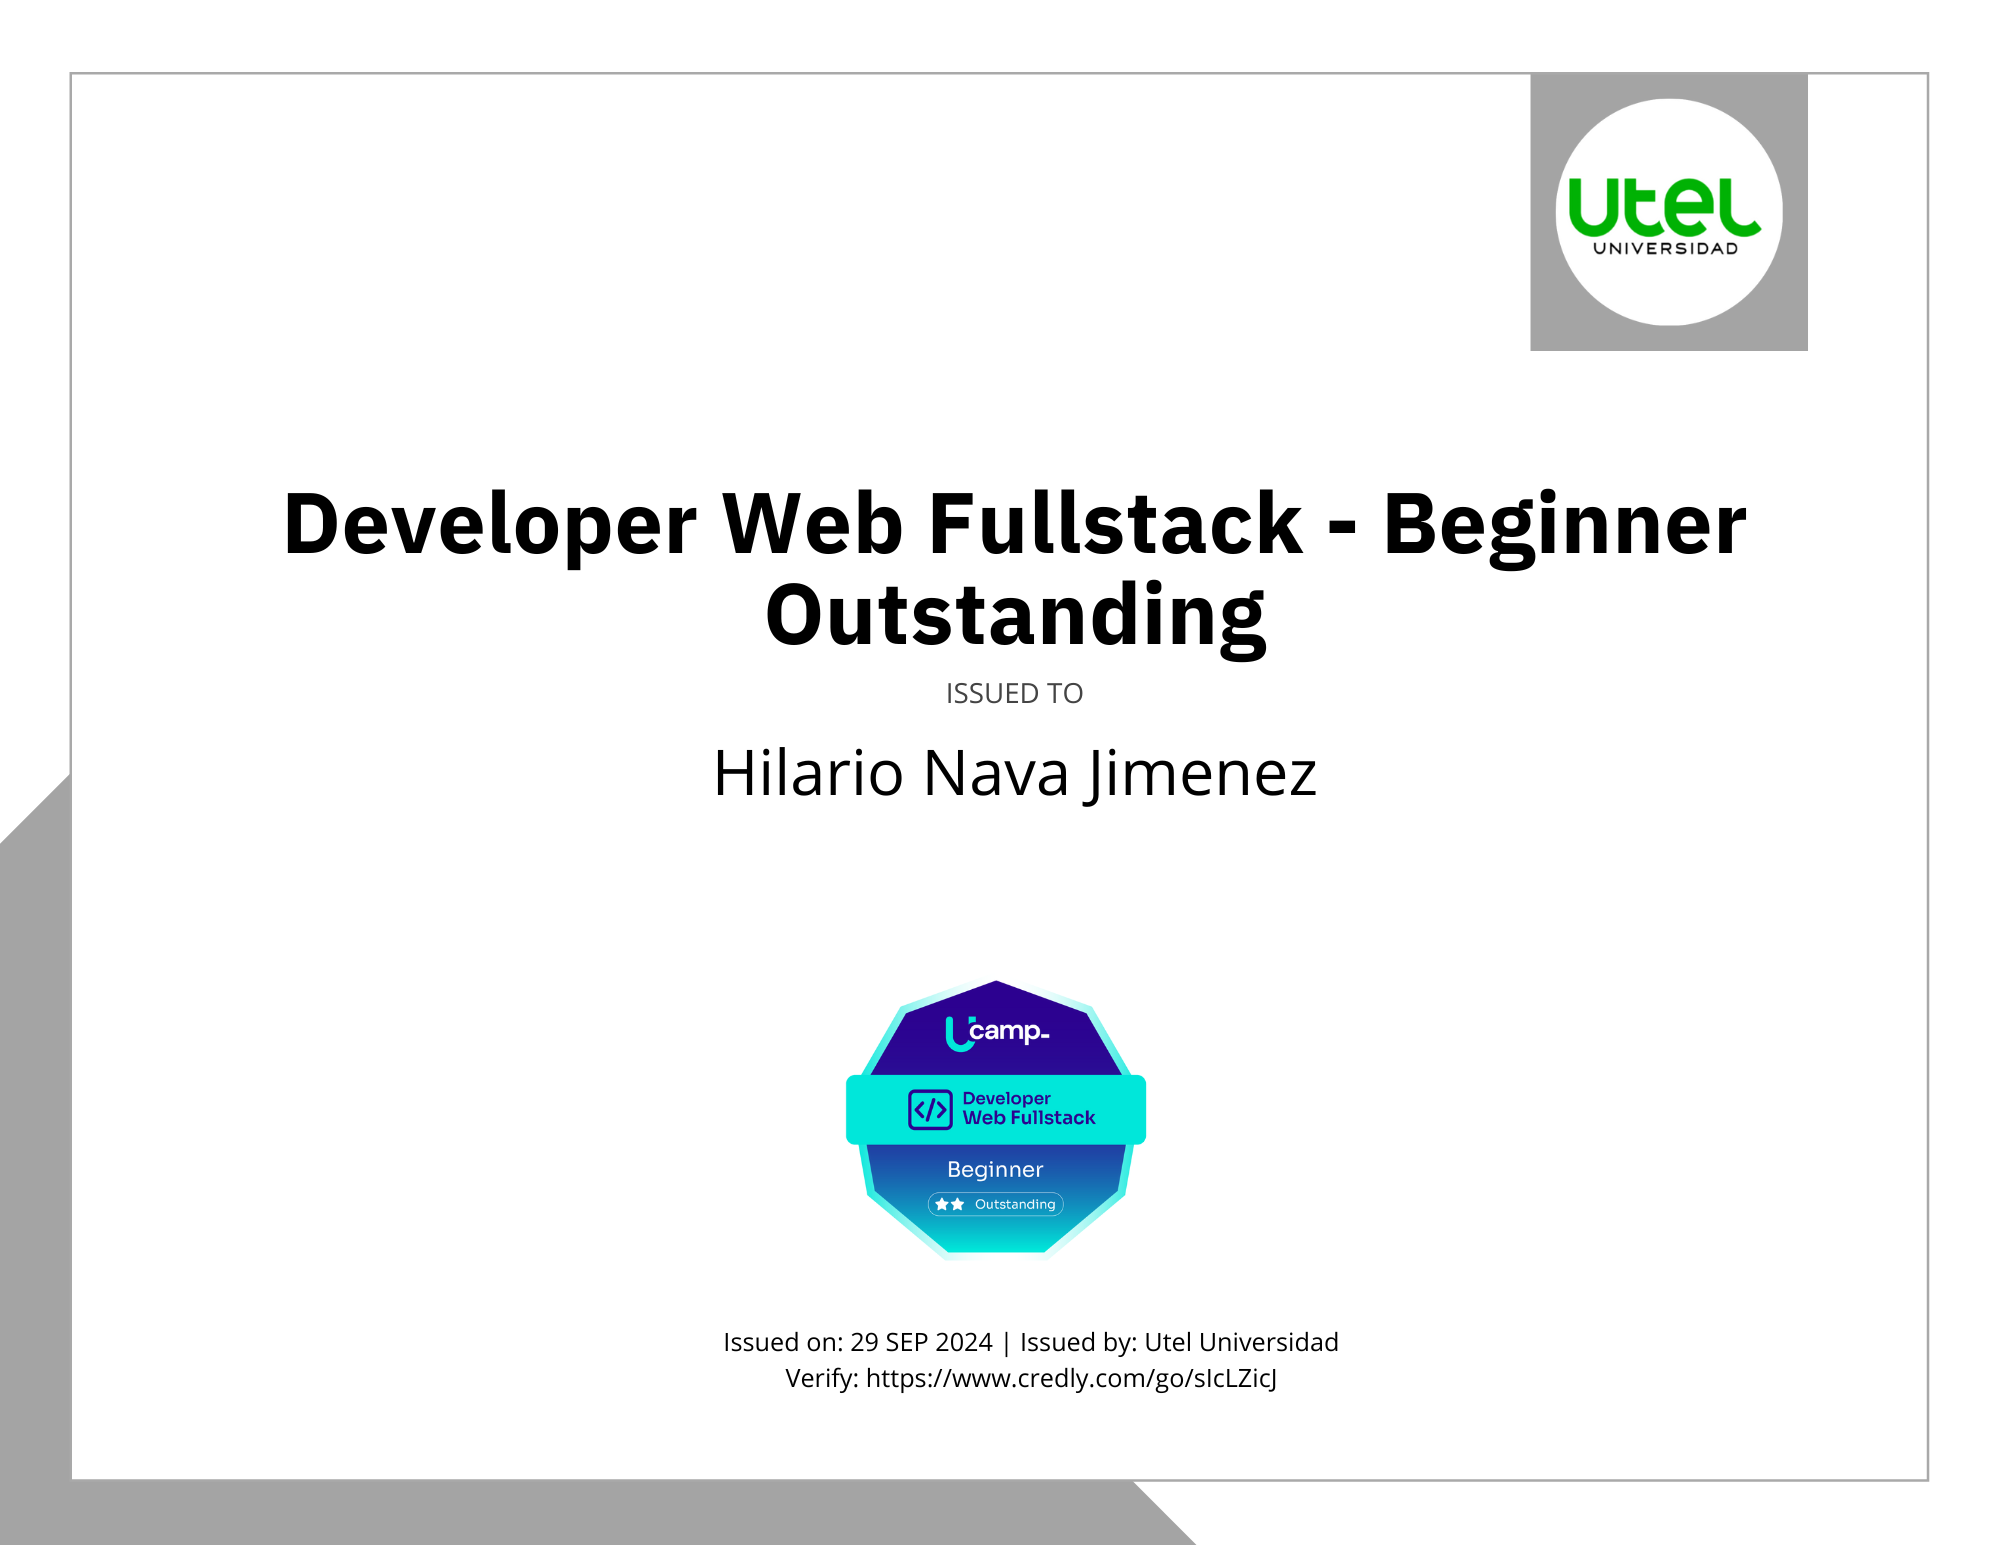 utel
UNIVERSIDAD
Developer Web Fullstack - Beginner
Outstanding
ISSUED TO
Hilario Nava Jimenez
Ucamp_
</>
Developer
Web Fullstack
Beginner
Outstanding
Issued on: 29 SEP 2024 | Issued by: Utel Universidad
Verify: https://www.credly.com/go/sIcLZicJ